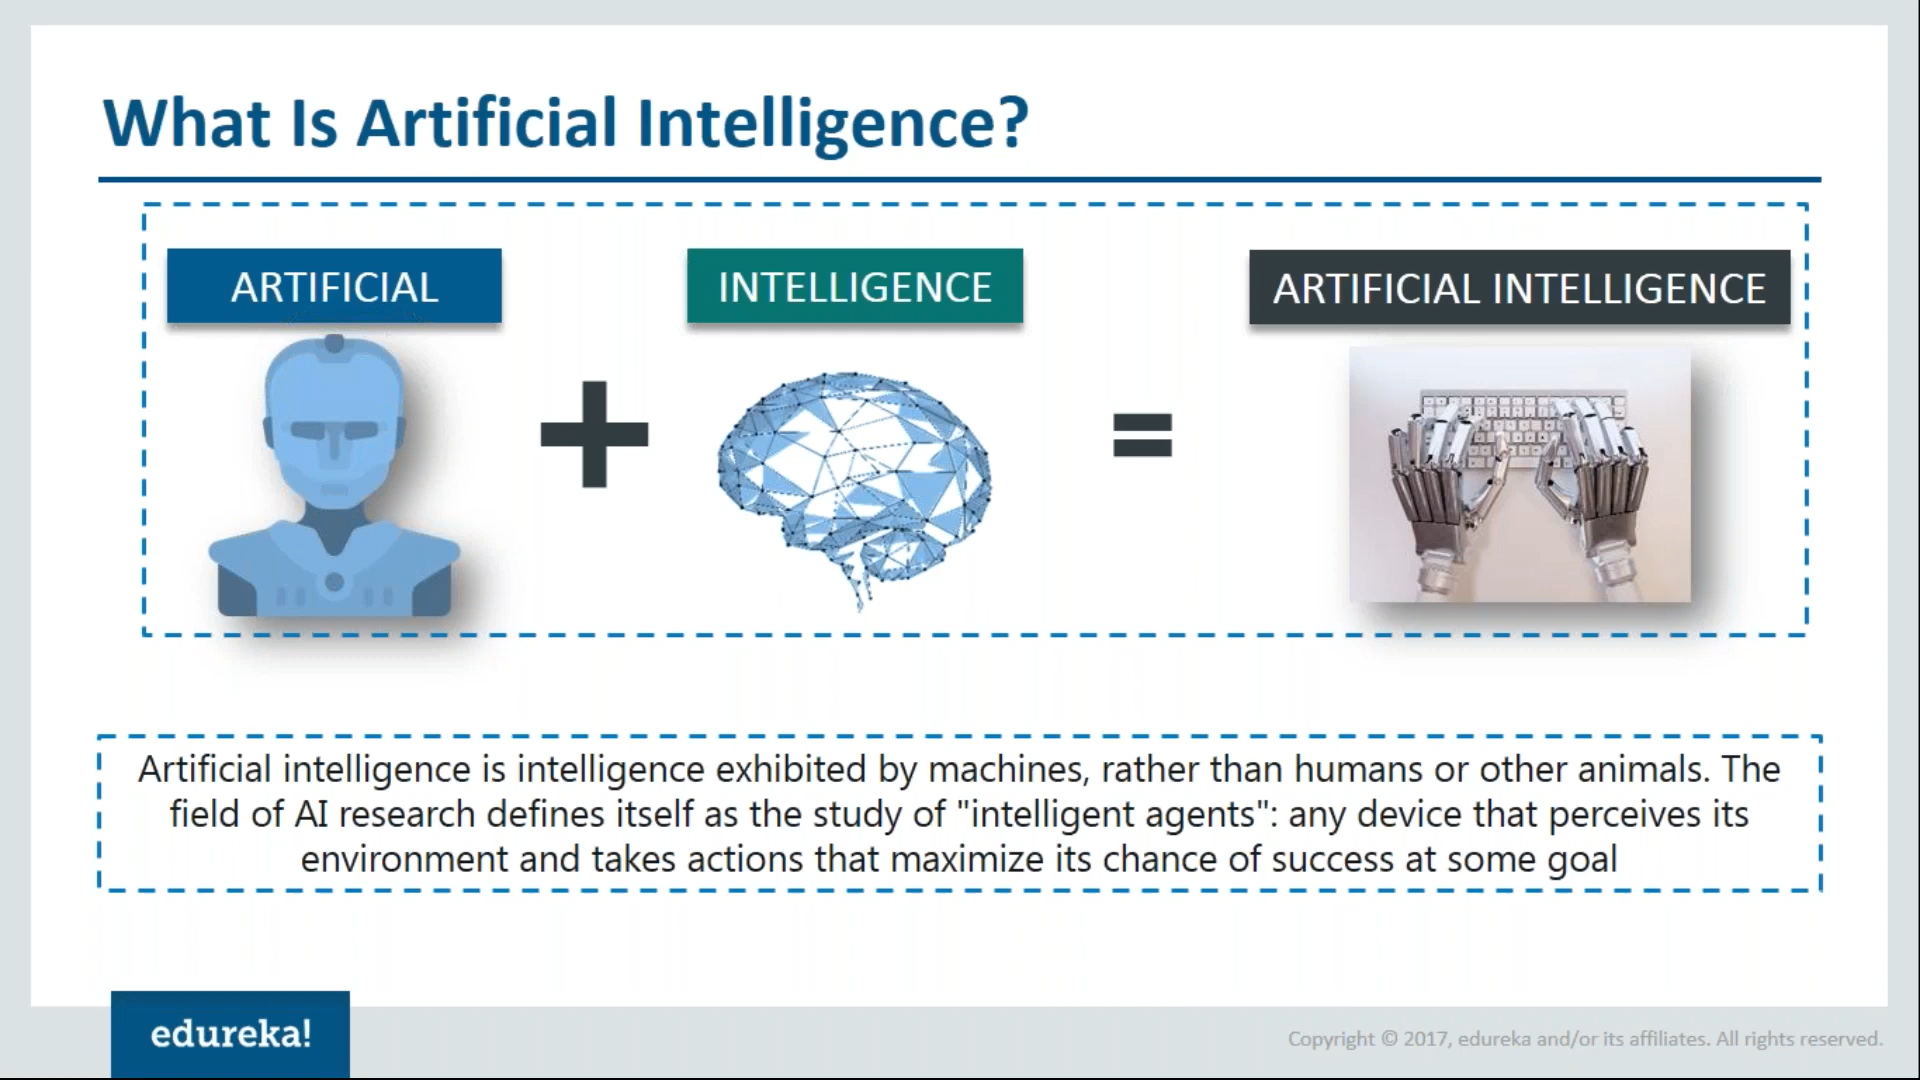 What Is Artificial Intelligence?
ARTIFICIAL
INTELLIGENCE
ARTIFICIAL INTELLIGENCE
Artificial intelligence is intelligence exhibited by machines, rather than humans or other animals. The
field of AI research defines itself as the study of "intelligent agents": any device that perceives its
environment and takes actions that maximize its chance of success at some goal
edureka!
Copyright © 2017, edureka and/or its affiliates. All rights reserved.